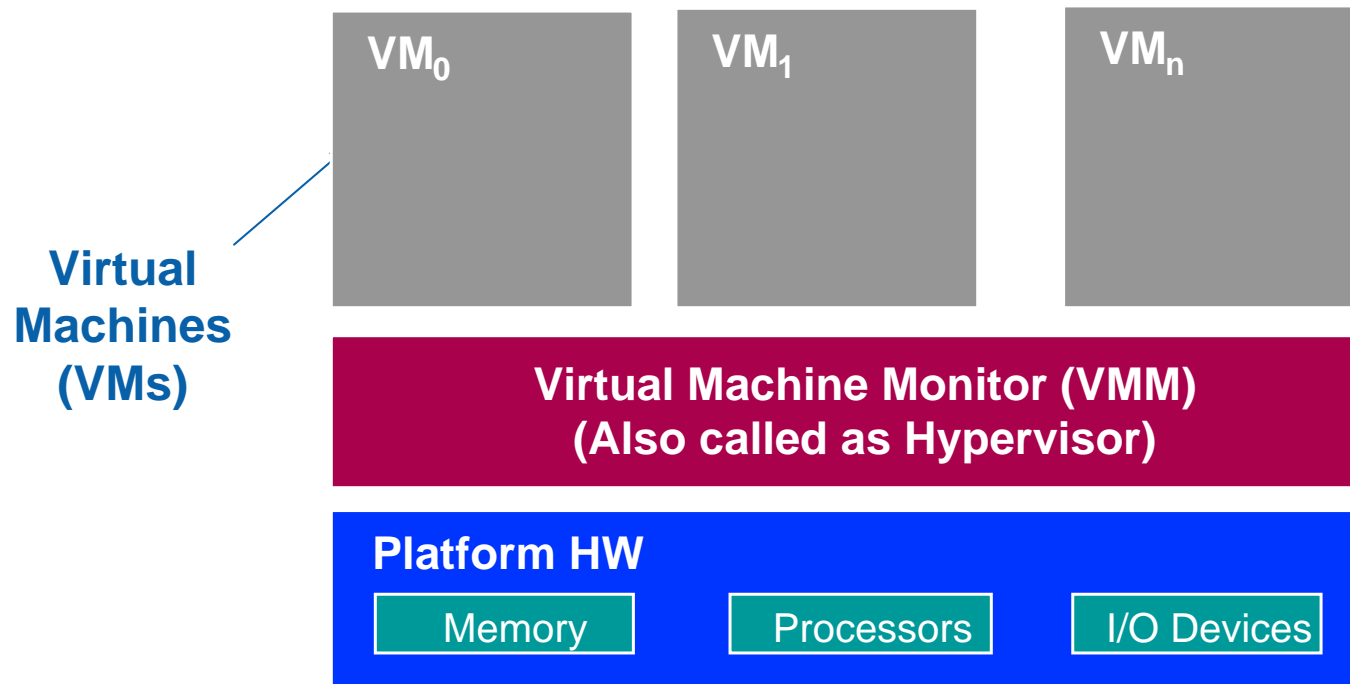 VM₀
VM₁
VMₙ
Virtual
Machines
(VMs)
Virtual Machine Monitor (VMM)
(Also called as Hypervisor)
Platform HW
Memory
Processors
I/O Devices